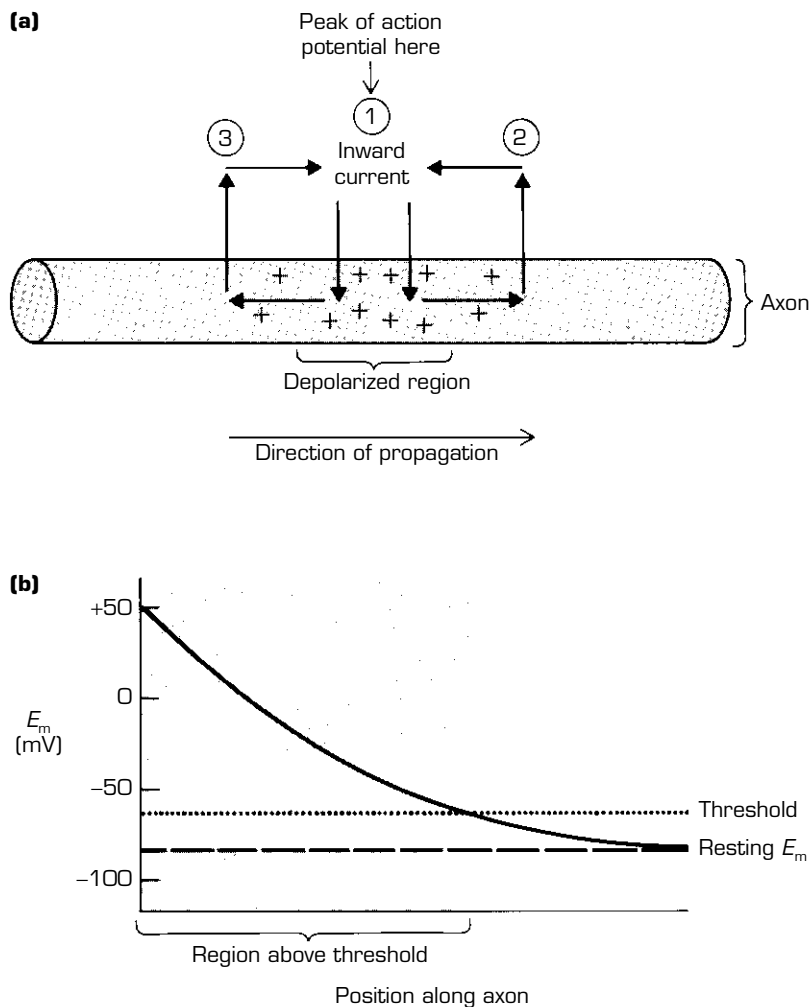 (a)
Peak of action
potential here
1
3
2
Inward
current
+ + + + +
+ + + + + +
Axon
Depolarized region
Direction of propagation
(b)
+50
0
Em
(mV)
−50
Threshold
Resting Em
−100
Region above threshold
Position along axon